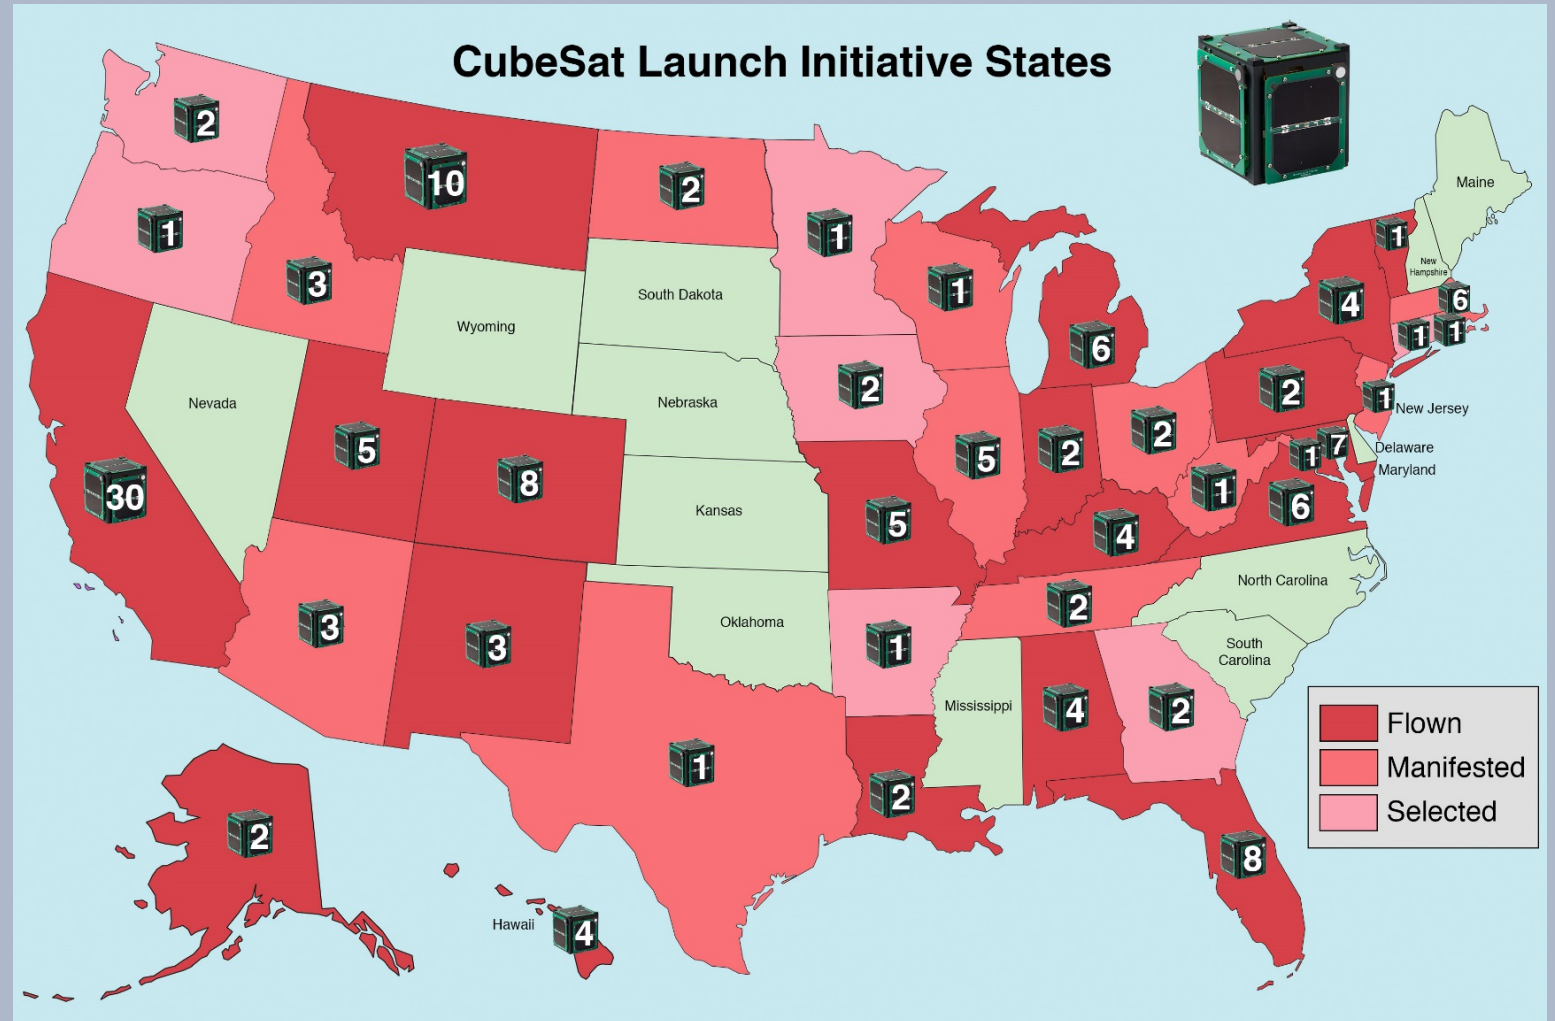 CubeSat Launch Initiative States
2
10
2
1
1
3
1
1
New
Hampshire
Maine
4
6
1
1
Wyoming
South Dakota
6
Nevada
Nebraska
2
2
1
New Jersey
5
8
Kansas
5
5
2
2
1
7
Delaware
Maryland
30
1
6
4
3
3
Oklahoma
1
2
North Carolina
South
Carolina
Mississippi
4
2
1
2
8
2
Hawaii
4
Flown
Manifested
Selected